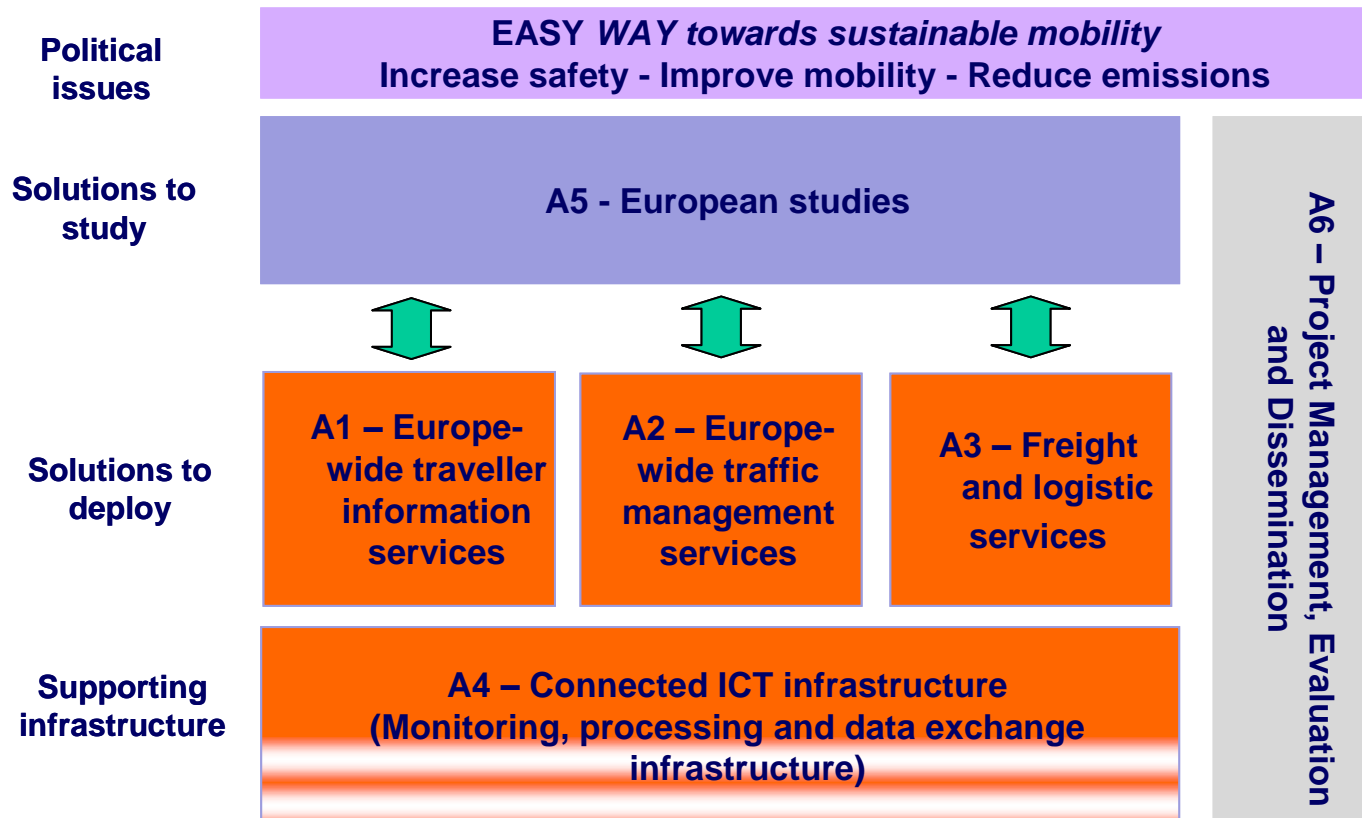 Political
issues
EASY WAY towards sustainable mobility
Increase safety - Improve mobility - Reduce emissions
Solutions to
study
A5 - European studies
Solutions to
deploy
A1 – Europe-
wide traveller
information
services
A2 – Europe-
wide traffic
management
services
A3 – Freight
and logistic
services
Supporting
infrastructure
A4 – Connected ICT infrastructure
(Monitoring, processing and data exchange
infrastructure)
A6 – Project Management, Evaluation
and Dissemination